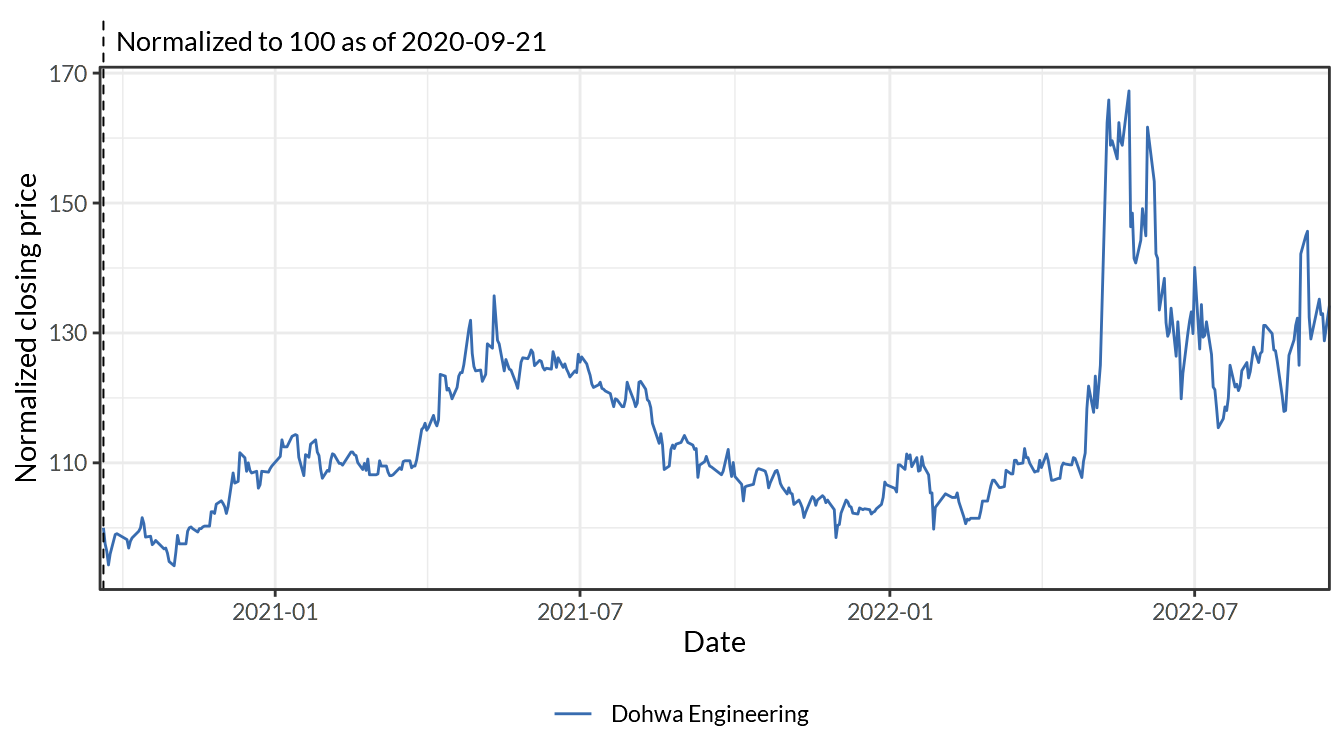 Normalized to 100 as of 2020-09-21
Normalized closing price
170
150
130
110
2021-01
2021-07
2022-01
2022-07
Date
Dohwa Engineering